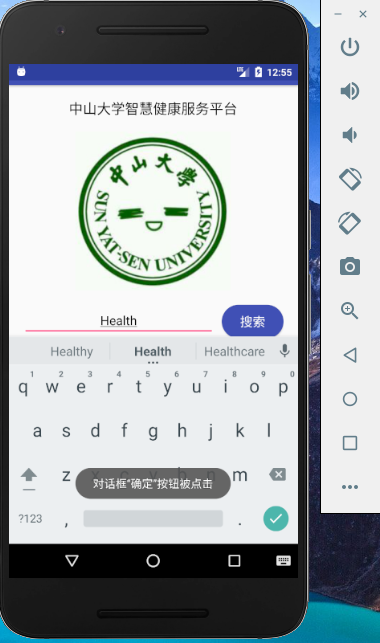 LTE 12:55
中山大学智慧健康服务平台
中山大学
SUN YAT-SEN UNIVERSITY
Health 搜索
Healthy Health Healthcare
1 2 3 4 5 6 7 8 9 0
q w e r t y u i o p
a s d f g h j k l
z m
对话框“确定”按钮被点击
?123 , .